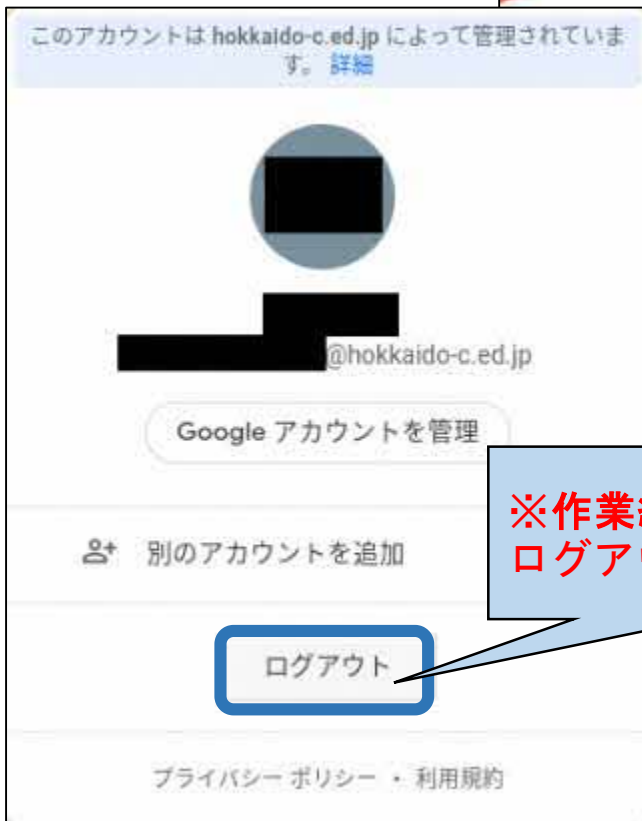 このアカウントは hokkaido-c.ed.jp によって管理されていま
す。 詳細
@hokkaido-c.ed.jp
Google アカウントを管理
※作業
別のアカウントを追加
ログア
ログアウト
プライバシー ポリシー ・ 利用規約